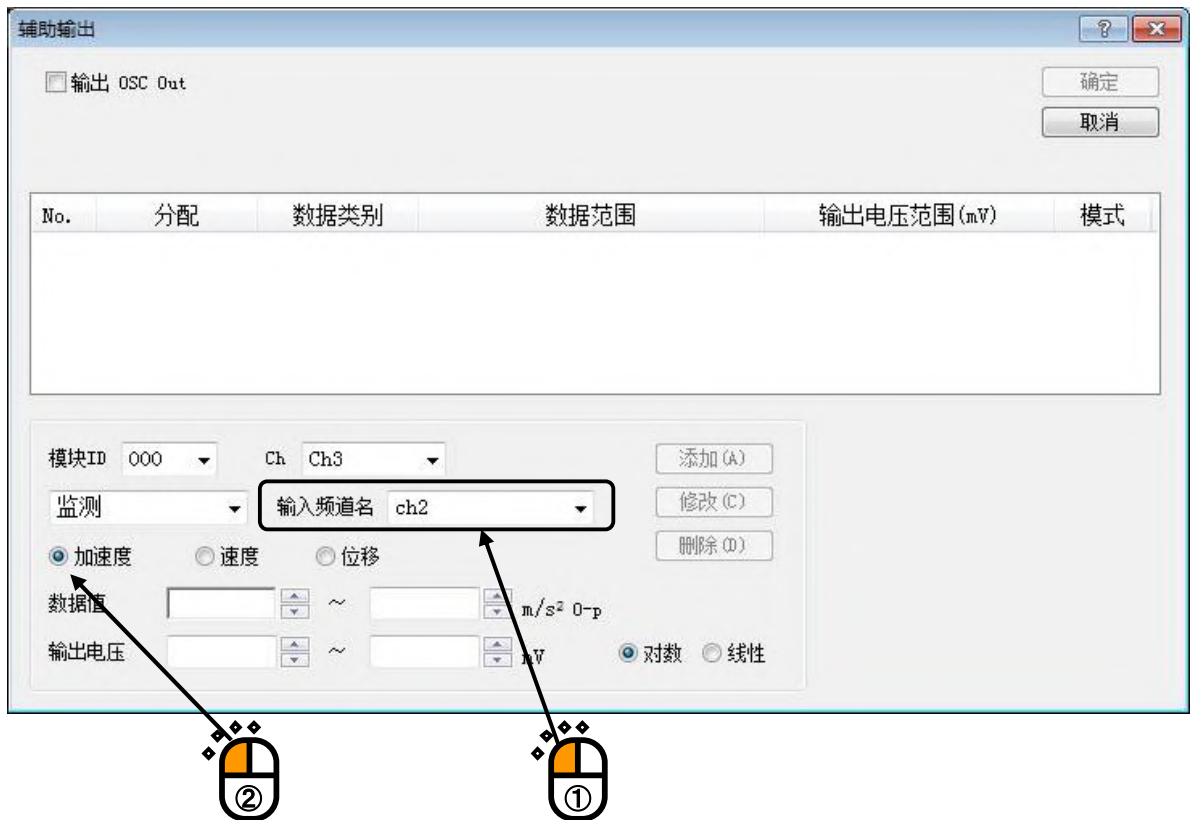 辅助输出
输出 OSC Out
确定
取消
No. 分配 数据类别 数据范围 输出电压范围(mV) 模式
模块ID 000 Ch Ch3 添加(A)
监测 输入频道名 ch2 修改(C)
加速度 速度 位移 删除(D)
数据值 ~ m/s² 0-p
输出电压 ~ mV 对数 线性
② ①